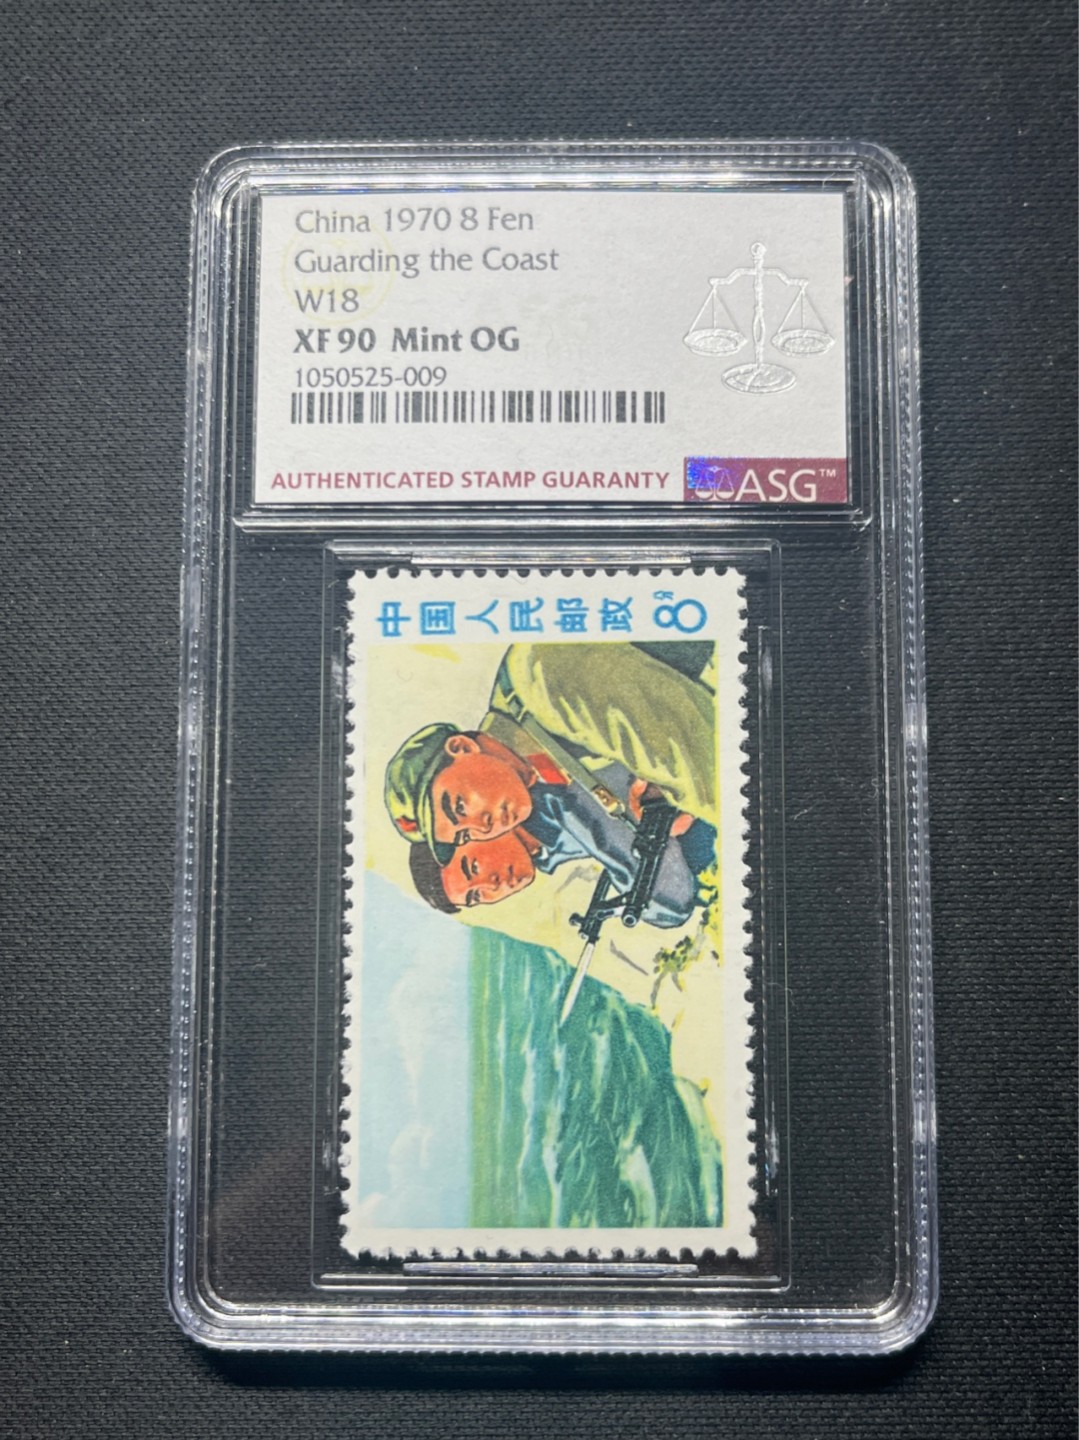 China 1970 8 Fen
Guarding the Coast
W18
XF 90 Mint OG
1050525-009
AUTHENTICATED STAMP GUARANTY
ASG™
中国人民邮政 8分